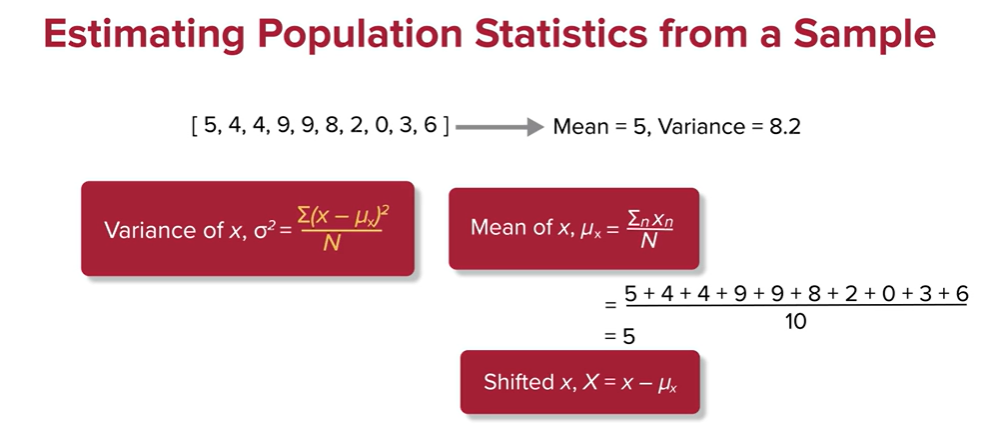 Estimating Population Statistics from a Sample
[ 5, 4, 4, 9, 9, 8, 2, 0, 3, 6 ] ⟶ Mean = 5, Variance = 8.2
Variance of x, σ² = Σ(x – μₓ)² / N
Mean of x, μₓ = Σₙ xₙ / N
= 5 + 4 + 4 + 9 + 9 + 8 + 2 + 0 + 3 + 6 / 10
= 5
Shifted x, X = x – μₓ